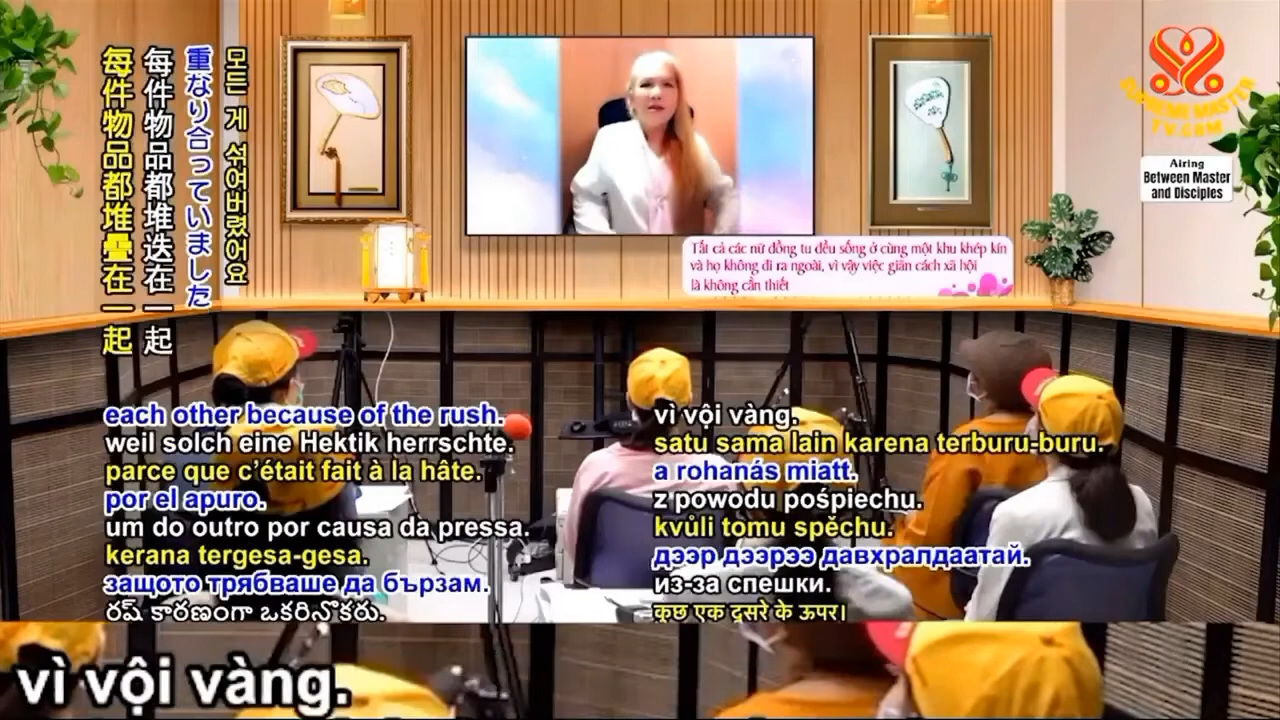 모든 게 섞여버렸어요
重なり合っていました
每件物品都堆迭在一起
每件物品都堆疊在一起
SUPREME MASTER
TV.COM
Airing
Between Master
and Disciples
Tất cả các nữ đồng tu đều sống ở cùng một khu khép kín
và họ không đi ra ngoài, vì vậy việc giãn cách xã hội
là không cần thiết
each other because of the rush.
weil solch eine Hektik herrschte.
parce que c'était fait à la hâte.
por el apuro.
um do outro por causa da pressa.
kerana tergesa-gesa.
защото трябваше да бързам.
రష్ కారణంగా ఒకరినొకరు.
vì vội vàng.
satu sama lain karena terburu-buru.
a rohanás miatt.
z powodu pośpiechu.
kvůli tomu spěchu.
дээр дээрээ давхралдаатай.
из-за спешки.
कुछ एक दूसरे के ऊपर।
vì vội vàng.